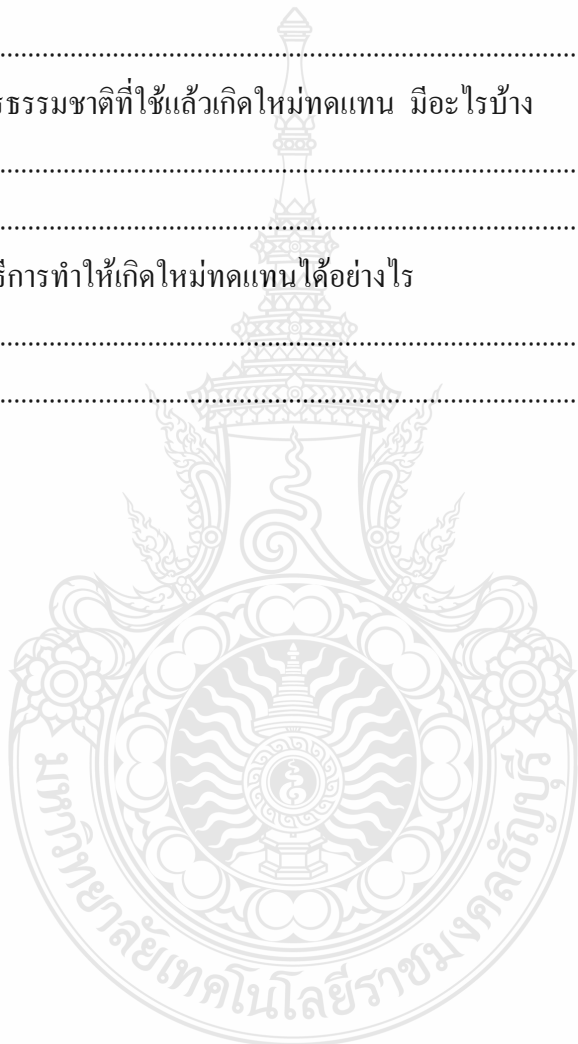 ................................................................................
รธรรมชาติที่ใช้แล้วเกิดใหม่ทดแทน มีอะไรบ้าง
................................................................................
................................................................................
ธีการทำให้เกิดใหม่ทดแทนได้อย่างไร
................................................................................
................................................................................
มหาวิทยาลัยเทคโนโลยีราชมงคลธัญบุรี